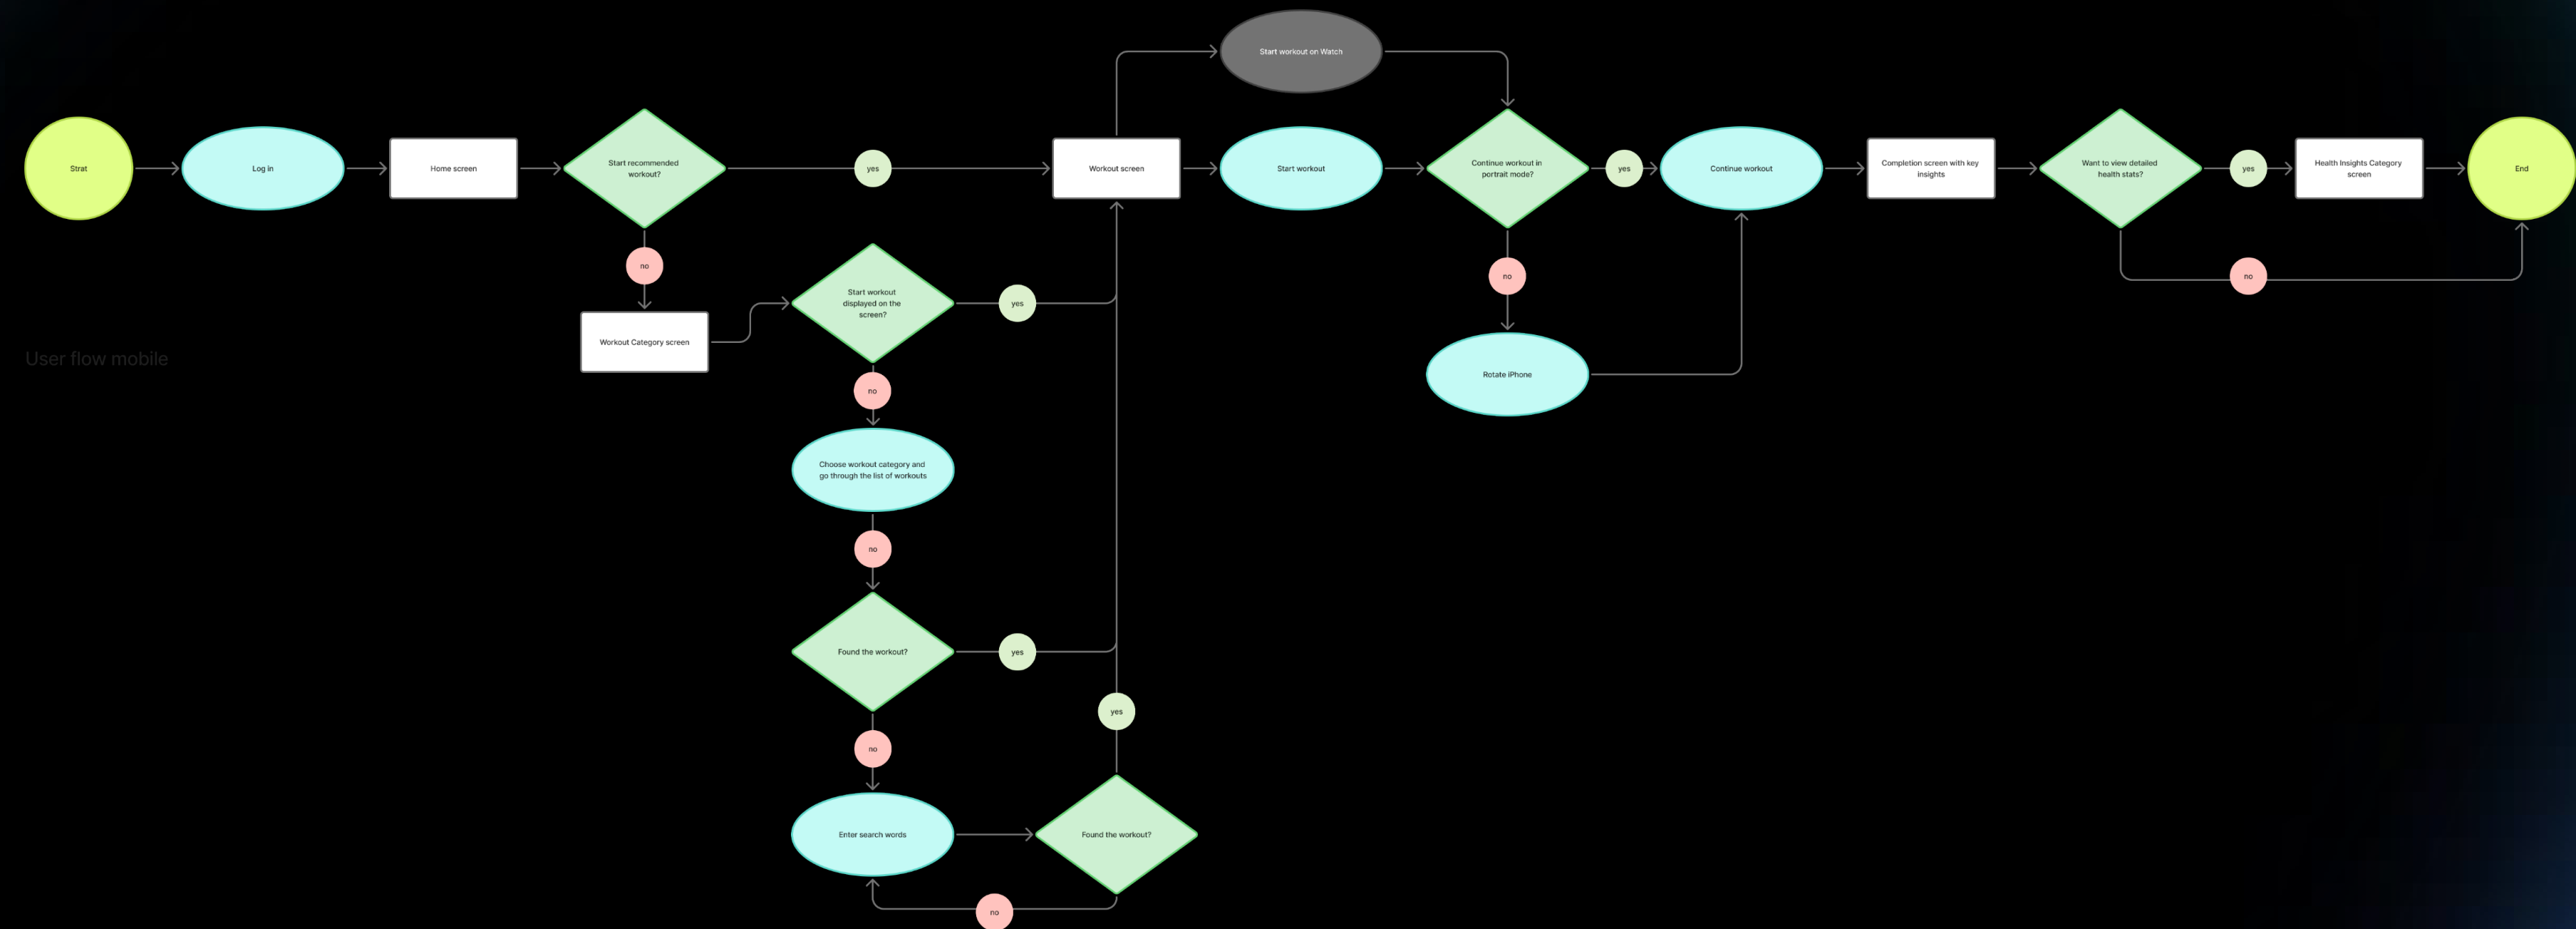 Start workout on Watch
Strat
Log in
Home screen
Start recommended
workout?
yes
Workout screen
Start workout
Continue workout in
portrait mode?
yes
Continue workout
Completion screen with key
insights
Want to view detailed
health stats?
yes
Health Insights Category
screen
End
no
Start workout
displayed on the
screen?
yes
no
no
Workout Category screen
User flow mobile
Rotate iPhone
no
Choose workout category and
go through the list of workouts
no
Found the workout?
yes
yes
no
Enter search words
Found the workout?
no